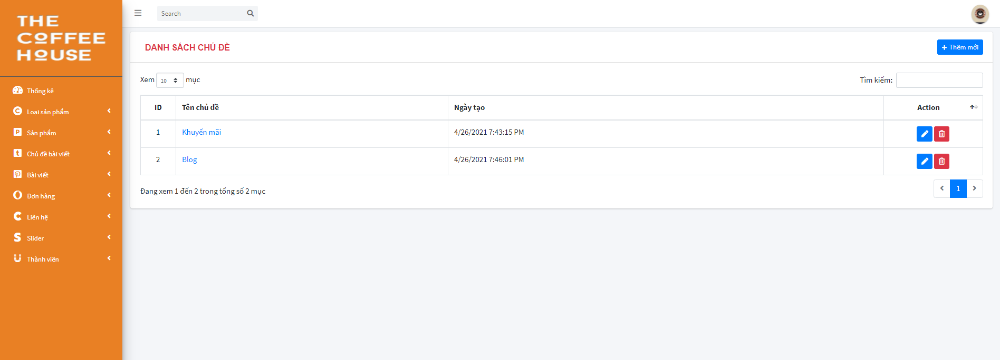 THE
COFFEE
HOUSE
Thống kê
Loại sản phẩm
Sản phẩm
Chủ đề bài viết
Bài viết
Đơn hàng
Liên hệ
Slider
Thành viên
Search
DANH SÁCH CHỦ ĐỀ
Thêm mới
Xem 10 mục
Tìm kiếm:
ID Tên chủ đề Ngày tạo Action
1 Khuyến mãi 4/26/2021 7:43:15 PM
2 Blog 4/26/2021 7:46:01 PM
Đang xem 1 đến 2 trong tổng số 2 mục
1